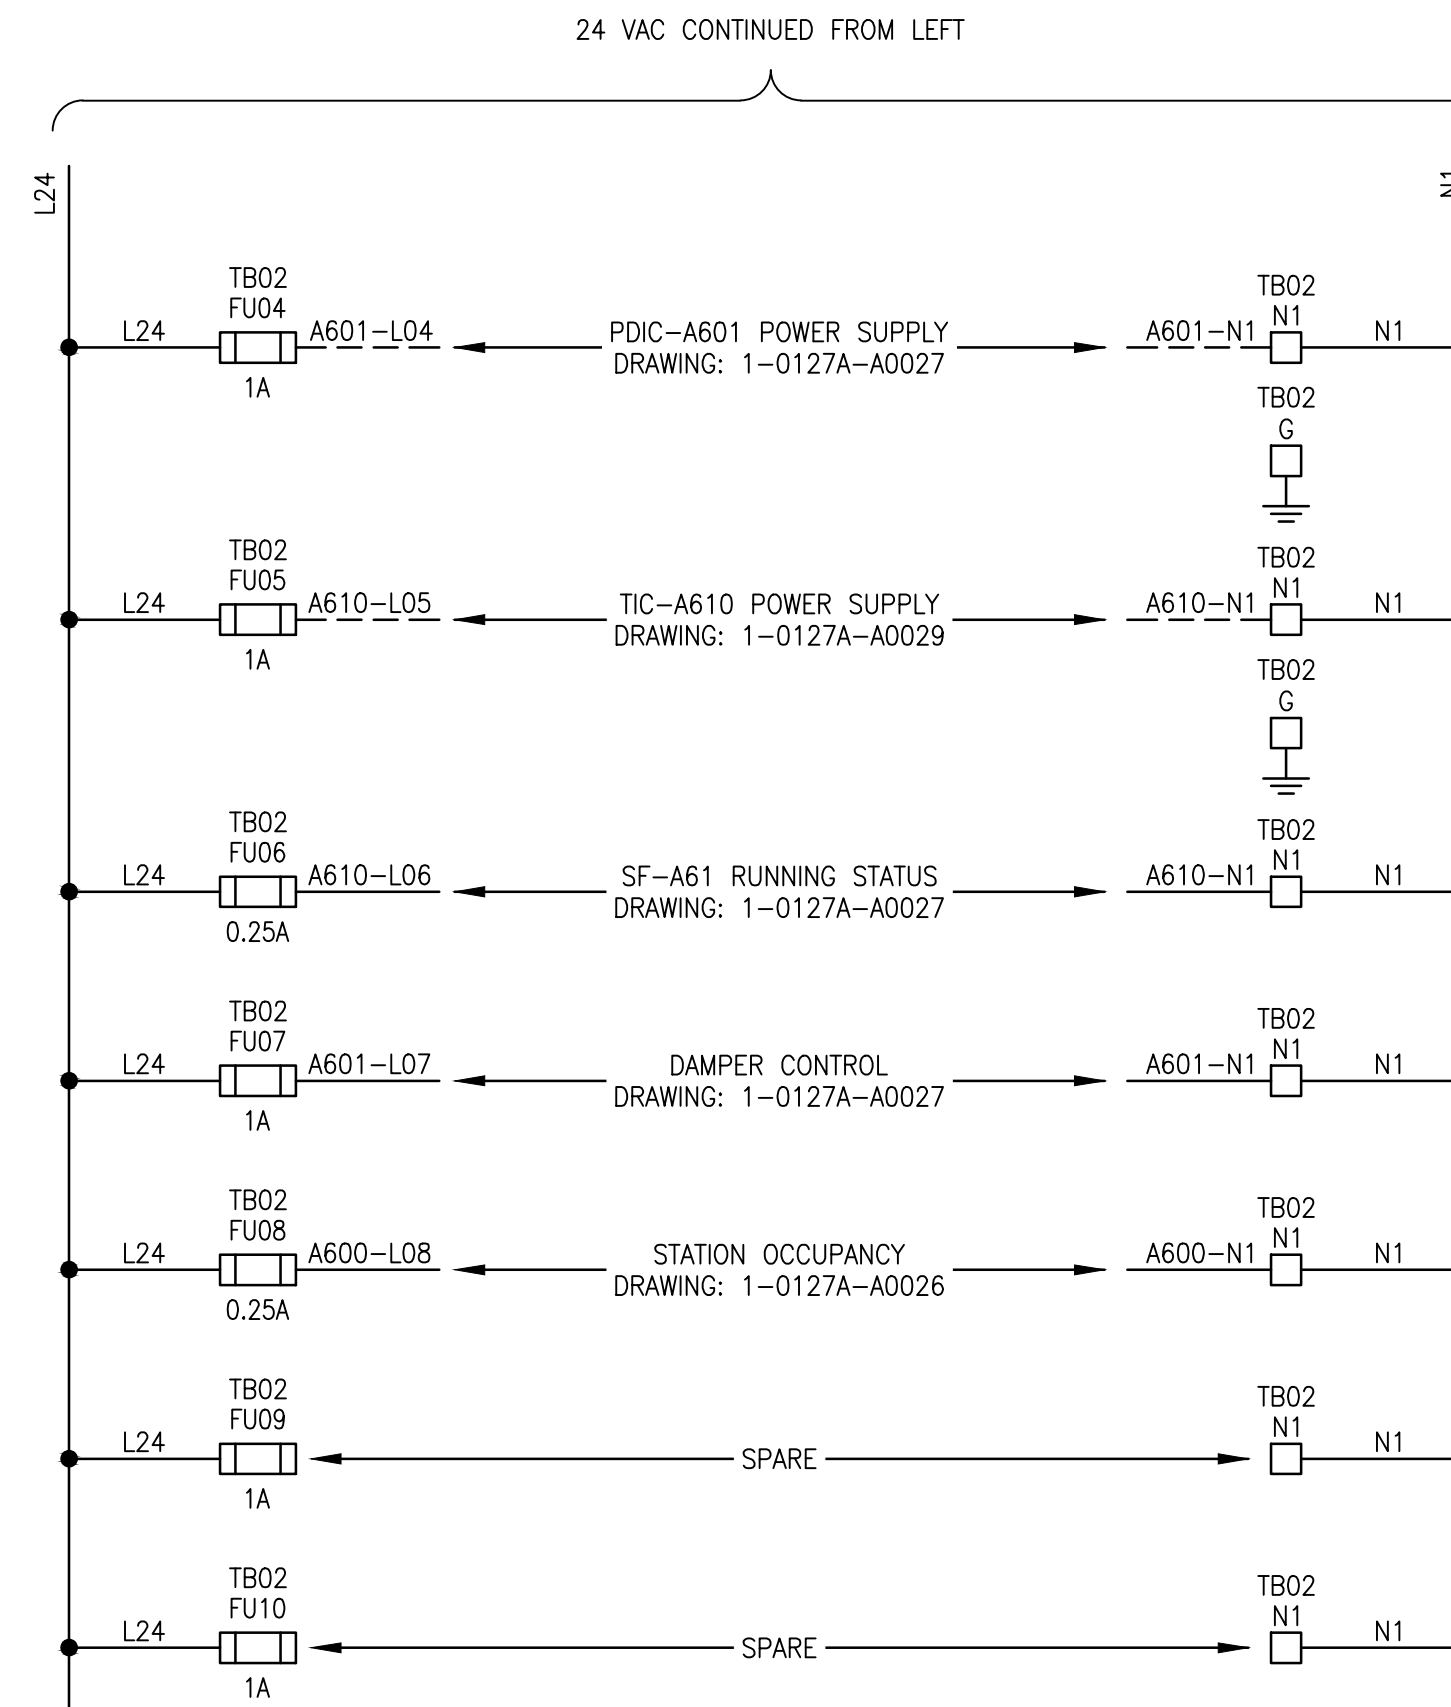 24 VAC CONTINUED FROM LEFT
L24
N1
TB02
FU04
L24
A601-L04
1A
PDIC-A601 POWER SUPPLY
DRAWING: 1-0127A-A0027
A601-N1
TB02
N1
N1
TB02
G
TB02
FU05
L24
A610-L05
1A
TIC-A610 POWER SUPPLY
DRAWING: 1-0127A-A0029
A610-N1
TB02
N1
N1
TB02
G
TB02
FU06
L24
A610-L06
0.25A
SF-A61 RUNNING STATUS
DRAWING: 1-0127A-A0027
A610-N1
TB02
N1
N1
TB02
FU07
L24
A601-L07
1A
DAMPER CONTROL
DRAWING: 1-0127A-A0027
A601-N1
TB02
N1
N1
TB02
FU08
L24
A600-L08
0.25A
STATION OCCUPANCY
DRAWING: 1-0127A-A0026
A600-N1
TB02
N1
N1
TB02
FU09
L24
1A
SPARE
TB02
N1
N1
TB02
FU10
L24
1A
SPARE
TB02
N1
N1